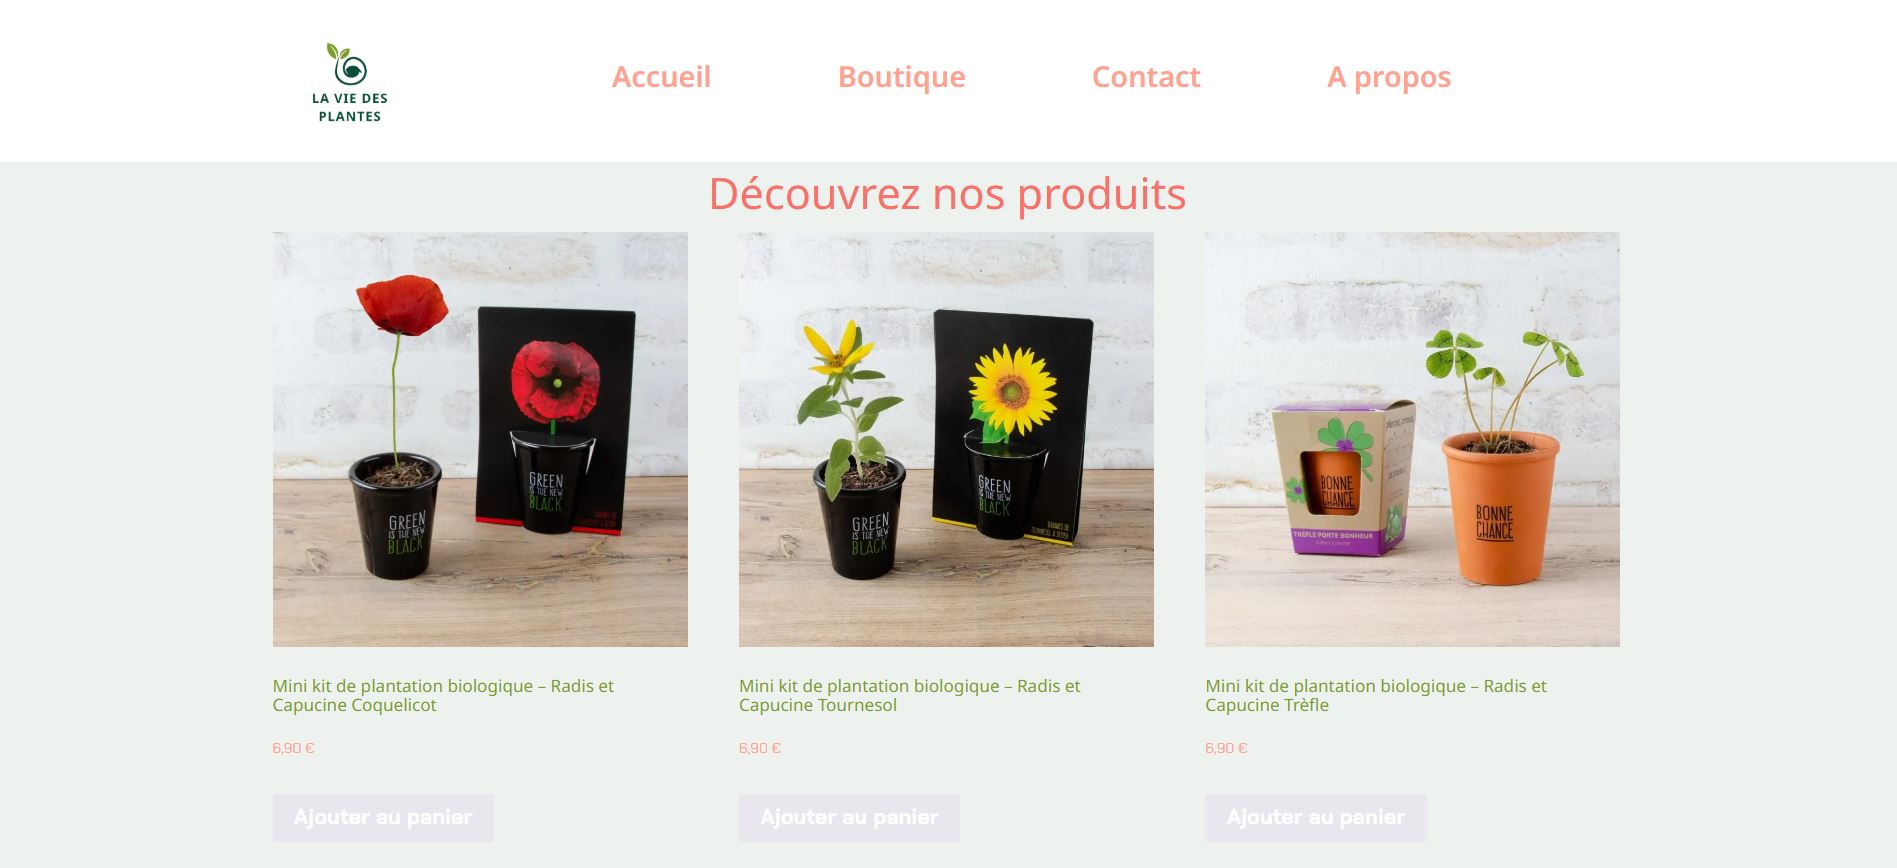 LA VIE DES
PLANTES
Accueil
Boutique
Contact
A propos
Découvrez nos produits
GREEN
IS THE NEW
BLACK
GREEN
IS THE NEW
BLACK
GREEN
IS THE NEW
BLACK
GREEN
IS THE NEW
BLACK
BONNE
CHANCE
TRÈFLE PORTE BONHEUR
BONNE
CHANCE
Mini kit de plantation biologique – Radis et
Capucine Coquelicot
6,90 €
Ajouter au panier
Mini kit de plantation biologique – Radis et
Capucine Tournesol
6,90 €
Ajouter au panier
Mini kit de plantation biologique – Radis et
Capucine Trèfle
6,90 €
Ajouter au panier